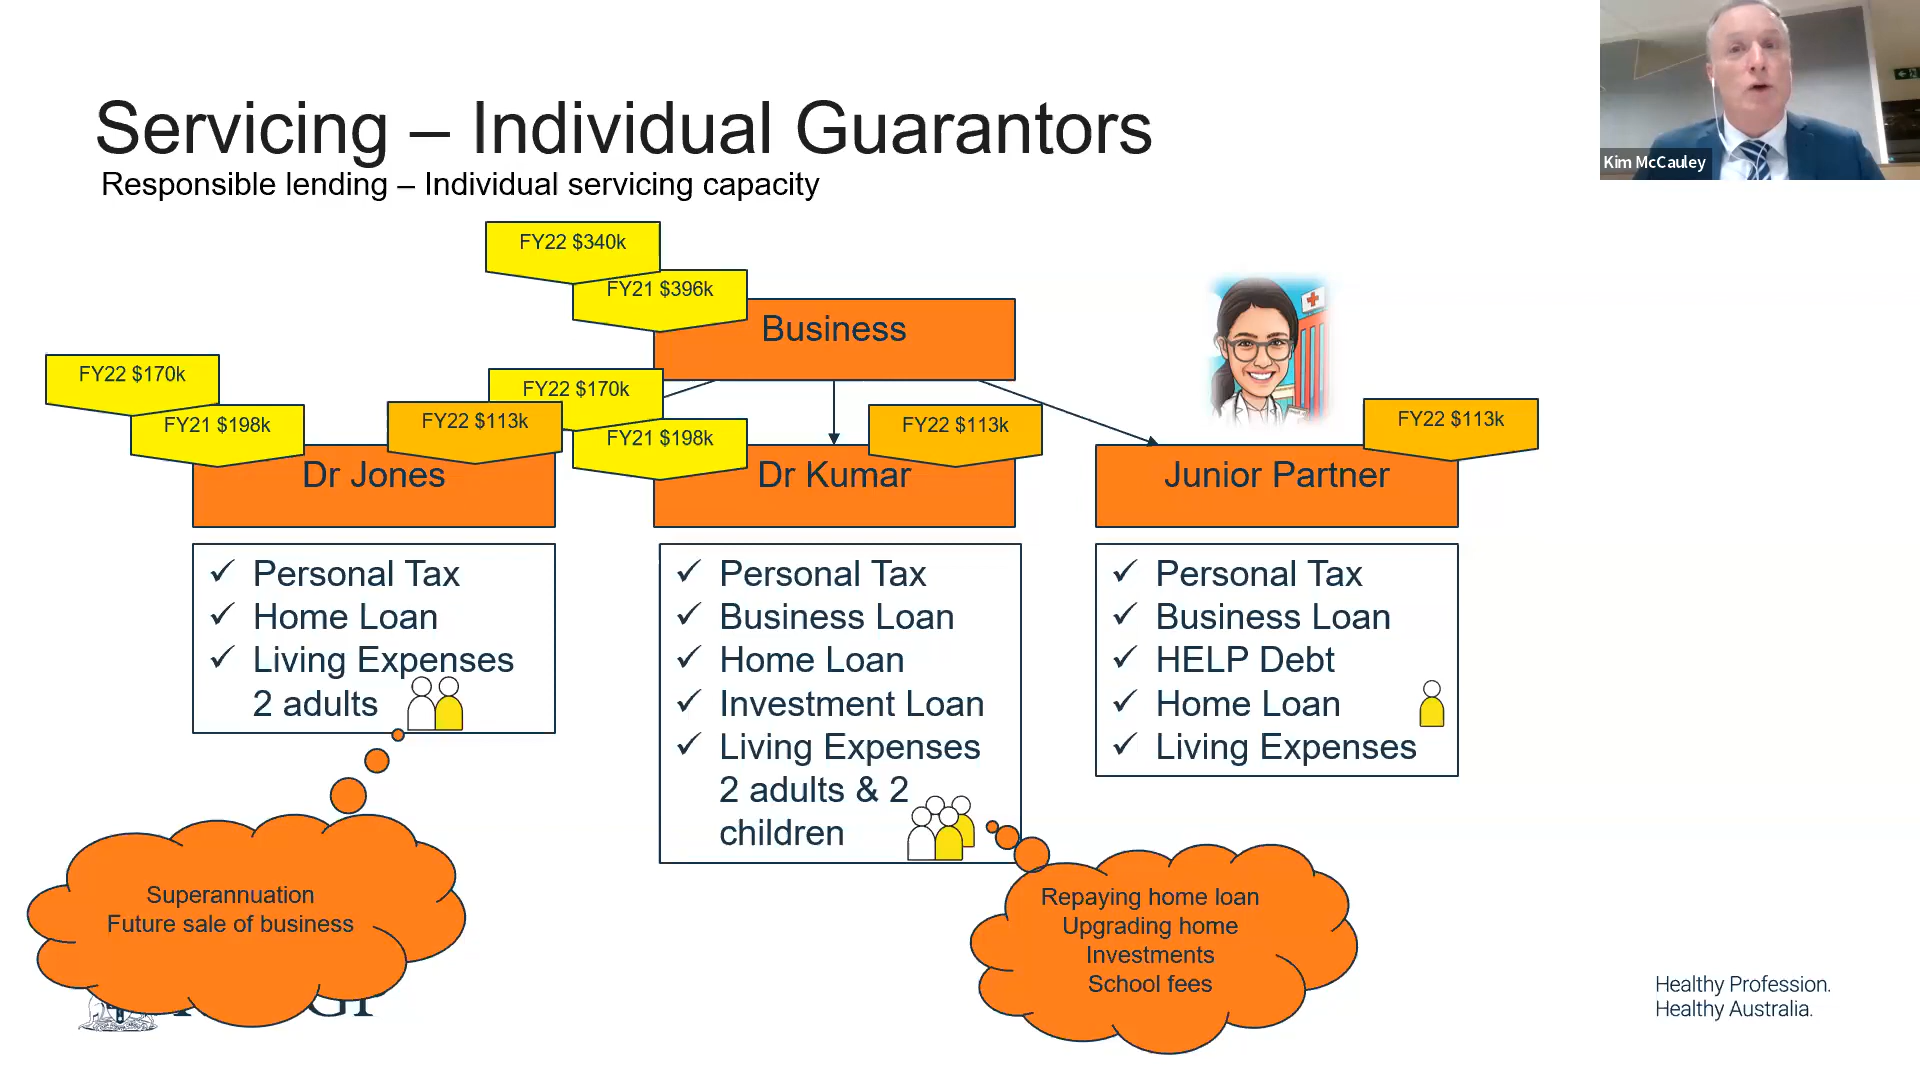 Servicing – Individual Guarantors
Responsible lending – Individual servicing capacity
Kim McCauley
FY22 $340k
FY21 $396k
Business
FY22 $170k
FY21 $198k
FY22 $113k
Dr Jones
FY22 $170k
FY21 $198k
FY22 $113k
Dr Kumar
FY22 $113k
Junior Partner
✓ Personal Tax
✓ Home Loan
✓ Living Expenses
2 adults
✓ Personal Tax
✓ Business Loan
✓ Home Loan
✓ Investment Loan
✓ Living Expenses
2 adults & 2
children
✓ Personal Tax
✓ Business Loan
✓ HELP Debt
✓ Home Loan
✓ Living Expenses
Superannuation
Future sale of business
Repaying home loan
Upgrading home
Investments
School fees
Healthy Profession.
Healthy Australia.